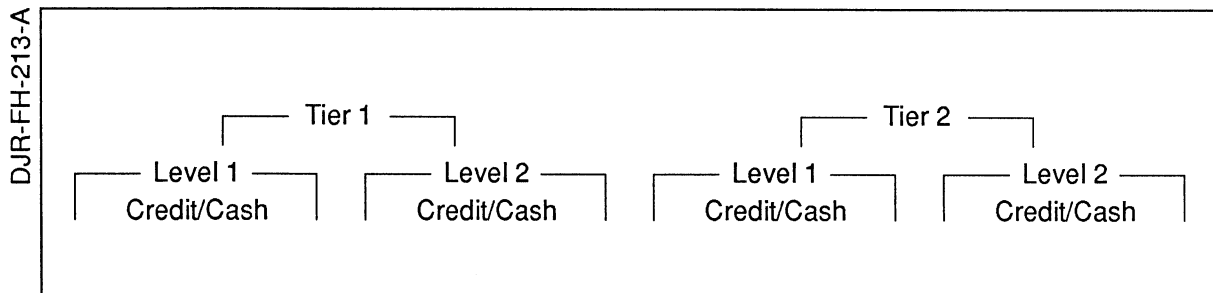 DJR-FH-213-A
Tier 1 Tier 2
Level 1 Level 2 Level 1 Level 2
Credit/Cash Credit/Cash Credit/Cash Credit/Cash